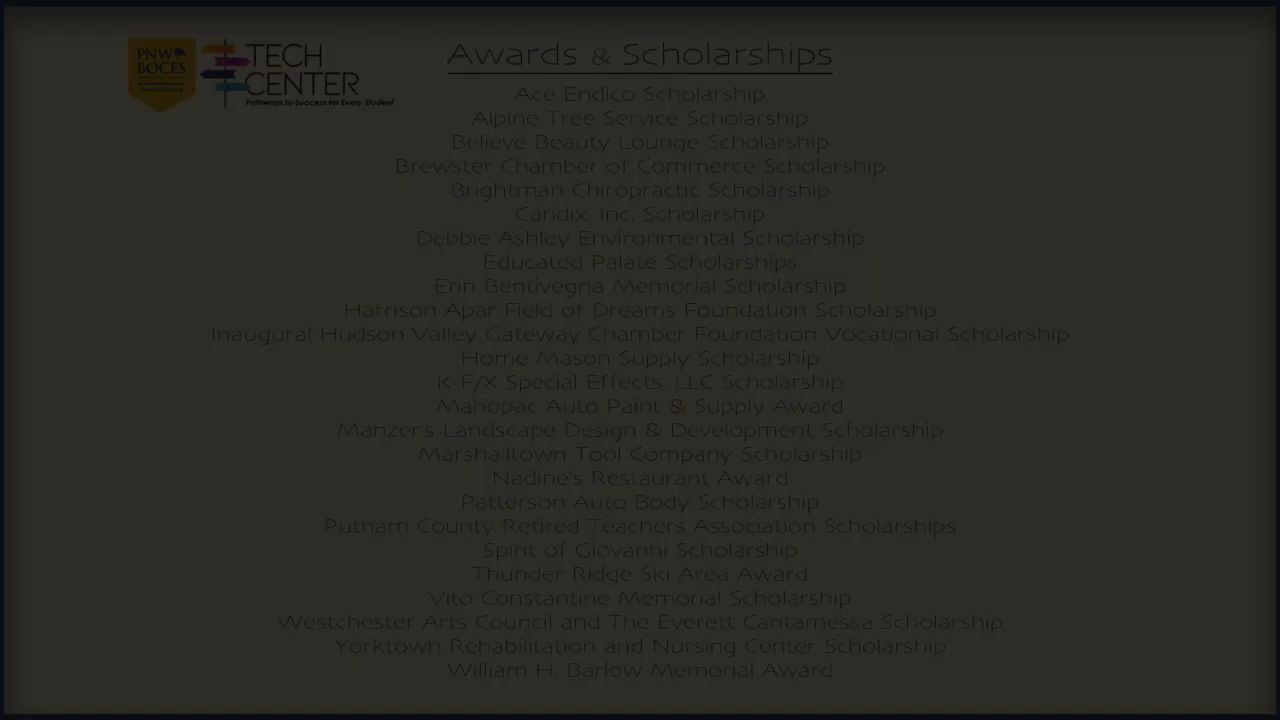 PNW
BOCES
TECH
CENTER
Pathways to Success for Every Student
Awards & Scholarships
Ace Endico Scholarship
Alpine Tree Service Scholarship
Believe Beauty Lounge Scholarship
Brewster Chamber of Commerce Scholarship
Brightman Chiropractic Scholarship
Caridix, Inc. Scholarship
Debbie Ashley Environmental Scholarship
Educated Palate Scholarships
Erin Bentivegna Memorial Scholarship
Harrison Apar Field of Dreams Foundation Scholarship
Inaugural Hudson Valley Gateway Chamber Foundation Vocational Scholarship
Home Mason Supply Scholarship
K-F/X Special Effects, LLC Scholarship
Mahopac Auto Paint & Supply Award
Manzer's Landscape Design & Development Scholarship
Marshalltown Tool Company Scholarship
Nadine's Restaurant Award
Patterson Auto Body Scholarship
Putnam County Retired Teachers Association Scholarships
Spirit of Giovanni Scholarship
Thunder Ridge Ski Area Award
Vito Constantine Memorial Scholarship
Westchester Arts Council and The Everett Cantamessa Scholarship
Yorktown Rehabilitation and Nursing Center Scholarship
William H. Barlow Memorial Award